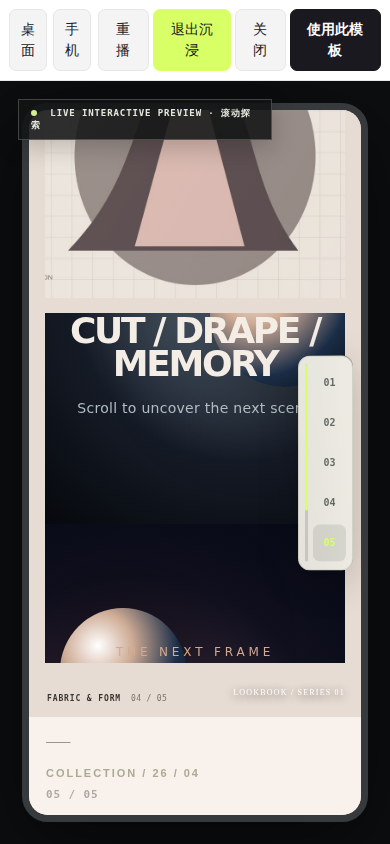 桌面
手机
重播
退出沉浸
关闭
使用此模板
LIVE INTERACTIVE PREVIEW · 滚动探索
ON
CUT / DRAPE /
MEMORY
Scroll to uncover the next scen
01
02
03
04
05
THE NEXT FRAME
FABRIC & FORM 04 / 05
LOOKBOOK / SERIES 01
COLLECTION / 26 / 04
05 / 05